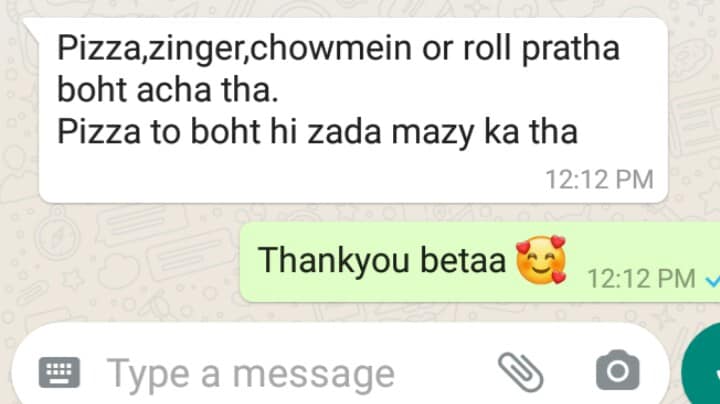 Pizza,zinger,chowmein or roll pratha
boht acha tha.
Pizza to boht hi zada mazy ka tha
12:12 PM
Thankyou betaa 🥰
12:12 PM
Type a message